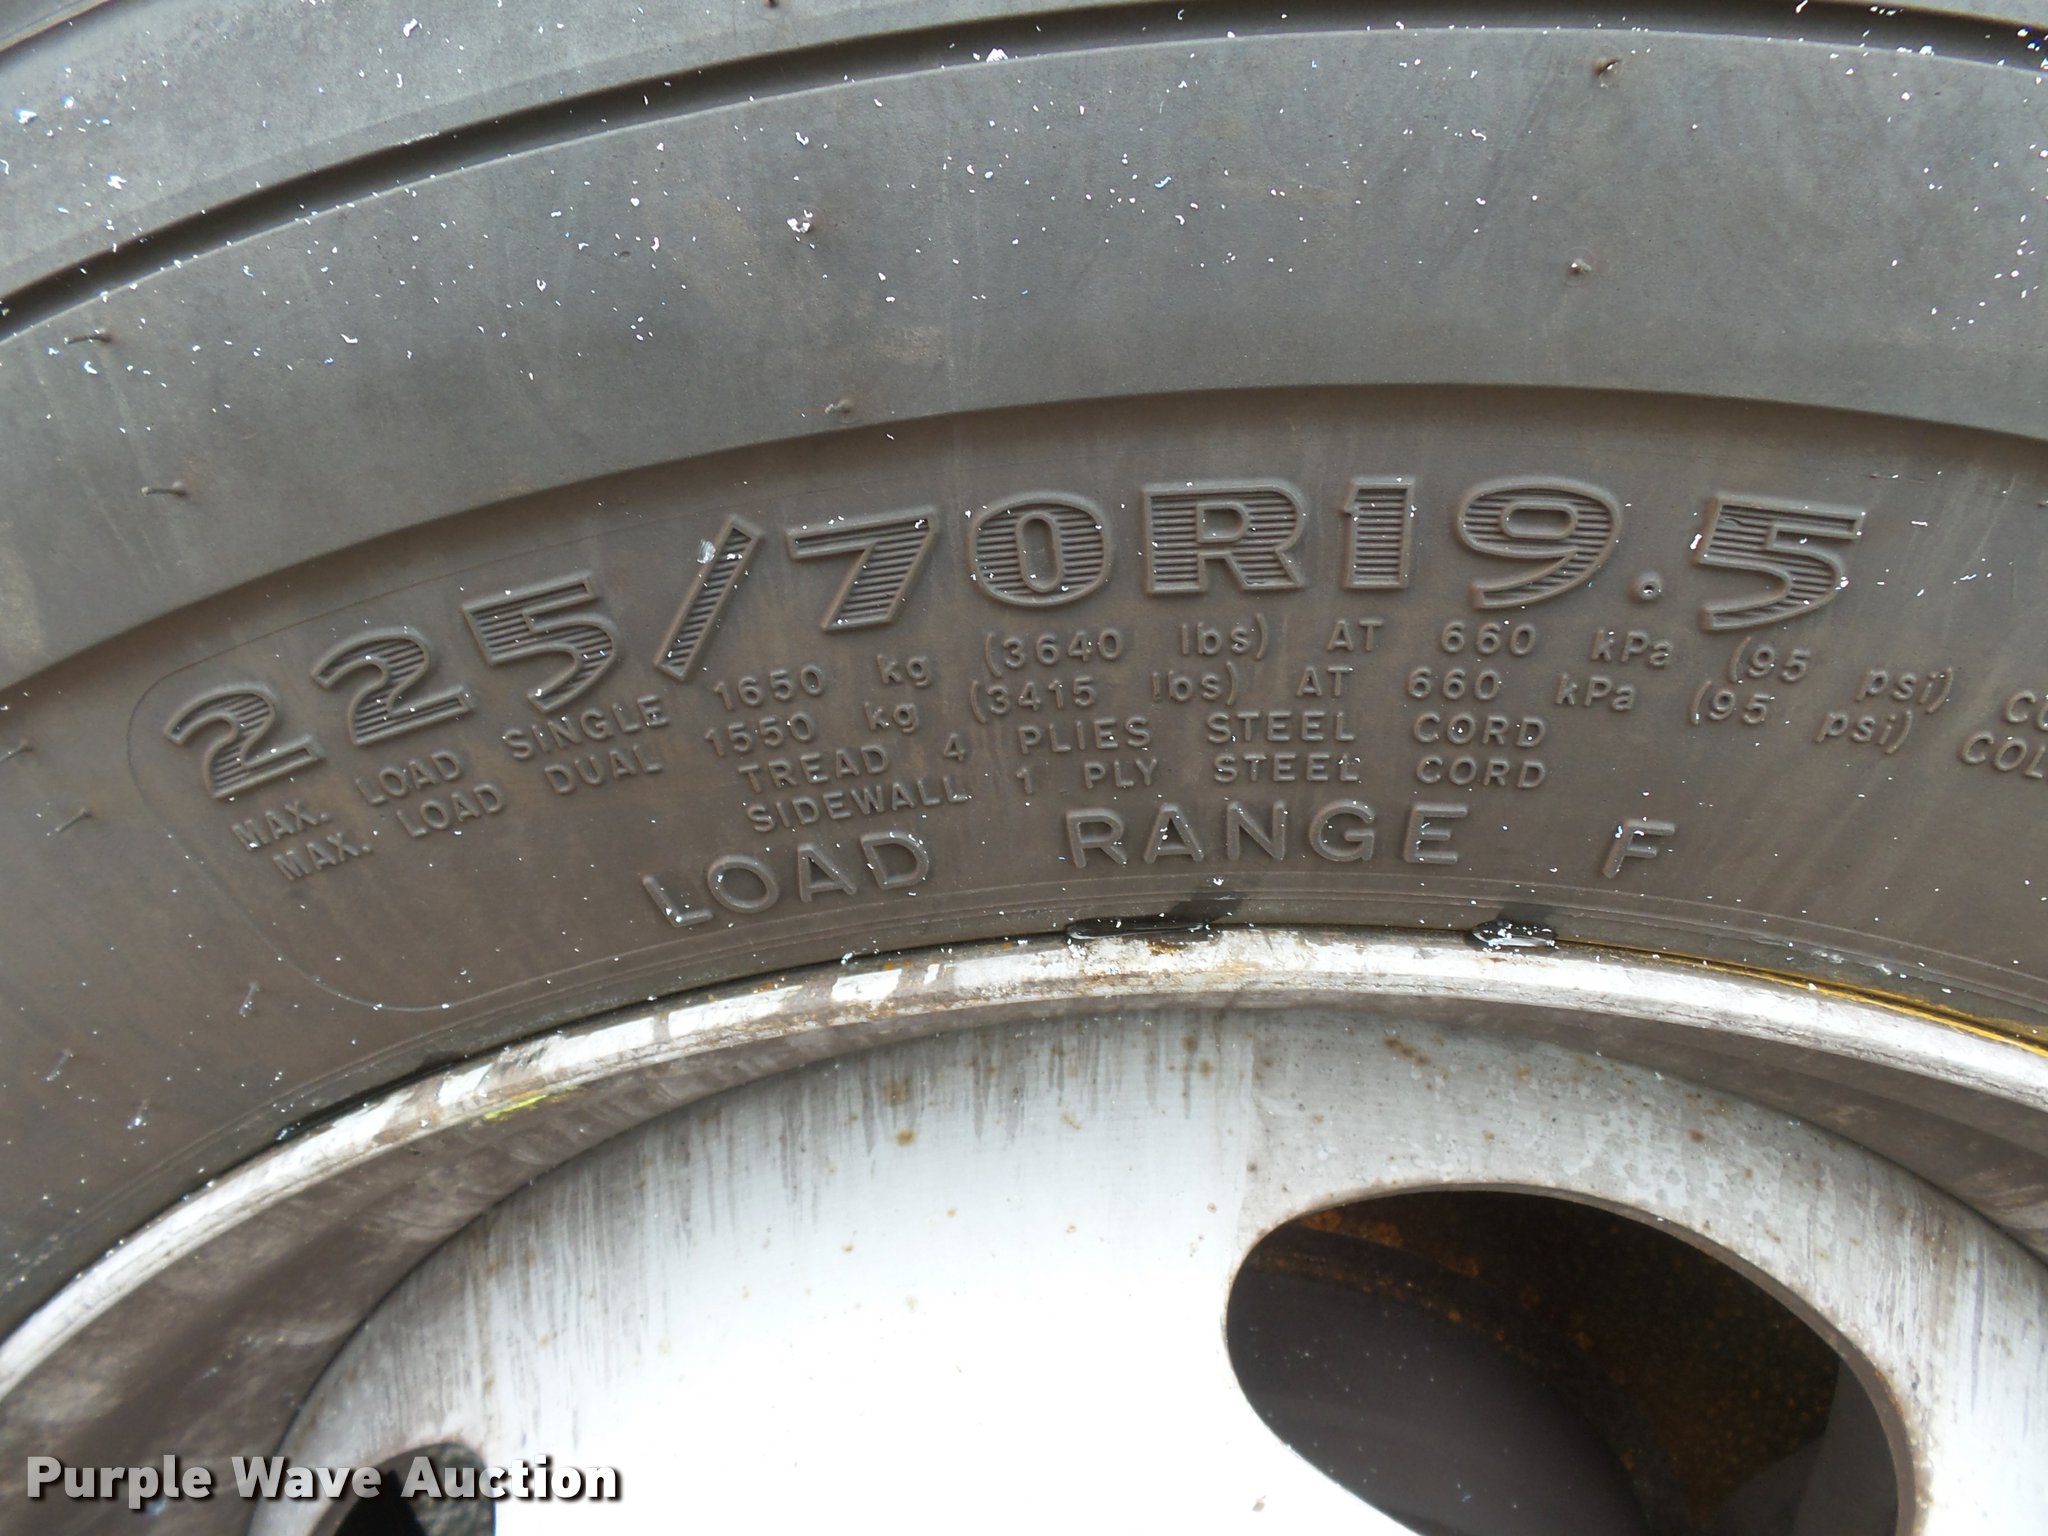 225/70R19.5
MAX. LOAD SINGLE 1650 kg (3640 lbs) AT 660 kPa (95 psi)
MAX. LOAD DUAL 1550 kg (3415 lbs) AT 660 kPa (95 psi) COL
TREAD 4 PLIES STEEL CORD
SIDEWALL 1 PLY STEEL CORD
LOAD RANGE F
Purple Wave Auction